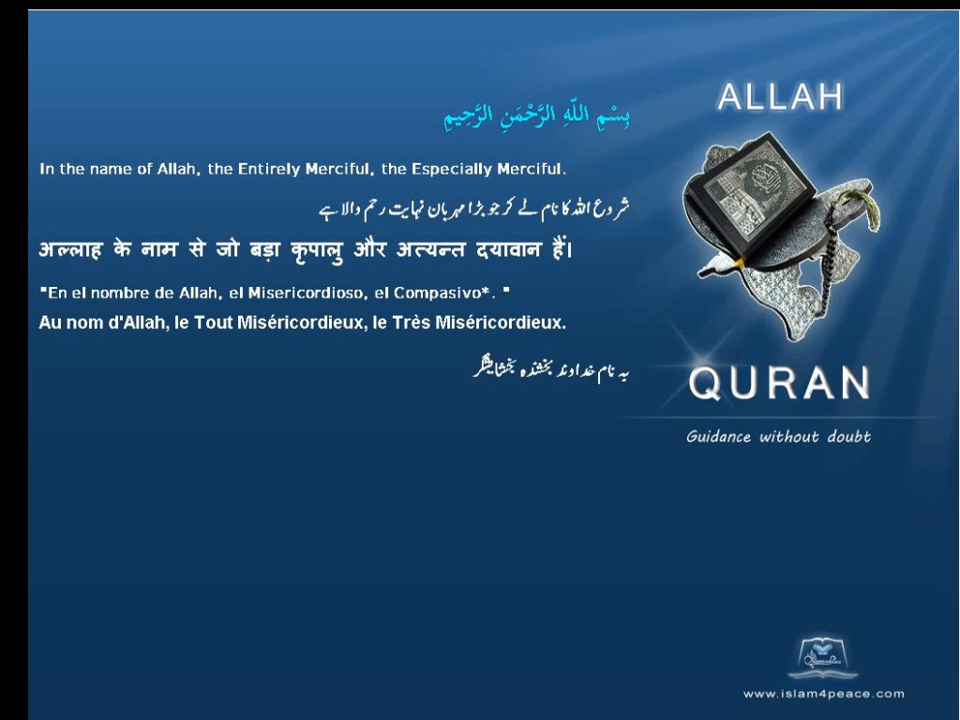 بِسْمِ اللّهِ الرَّحْمَنِ الرَّحِيمِ
In the name of Allah, the Entirely Merciful, the Especially Merciful.
شروع الله کا نام لے کر جو بڑا مہربان نہایت رحم والا ہے
अल्लाह के नाम से जो बड़ा कृपालु और अत्यन्त दयावान हैं।
"En el nombre de Allah, el Misericordioso, el Compasivo*. "
Au nom d'Allah, le Tout Miséricordieux, le Très Miséricordieux.
به نام خداوند بخشنده بخشایشگر
ALLAH
QURAN
Guidance without doubt
www.islam4peace.com